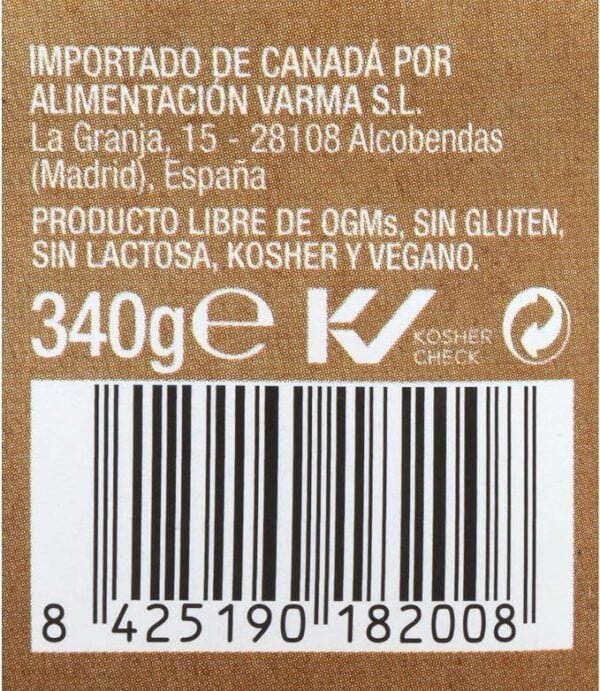 IMPORTADO DE CANADÁ POR
ALIMENTACIÓN VARMA S.L.
La Granja, 15 - 28108 Alcobendas
(Madrid), España
PRODUCTO LIBRE DE OGMs, SIN GLUTEN,
SIN LACTOSA, KOSHER Y VEGANO.
340g e KV KOSHER
CHECK
8 425190 182008